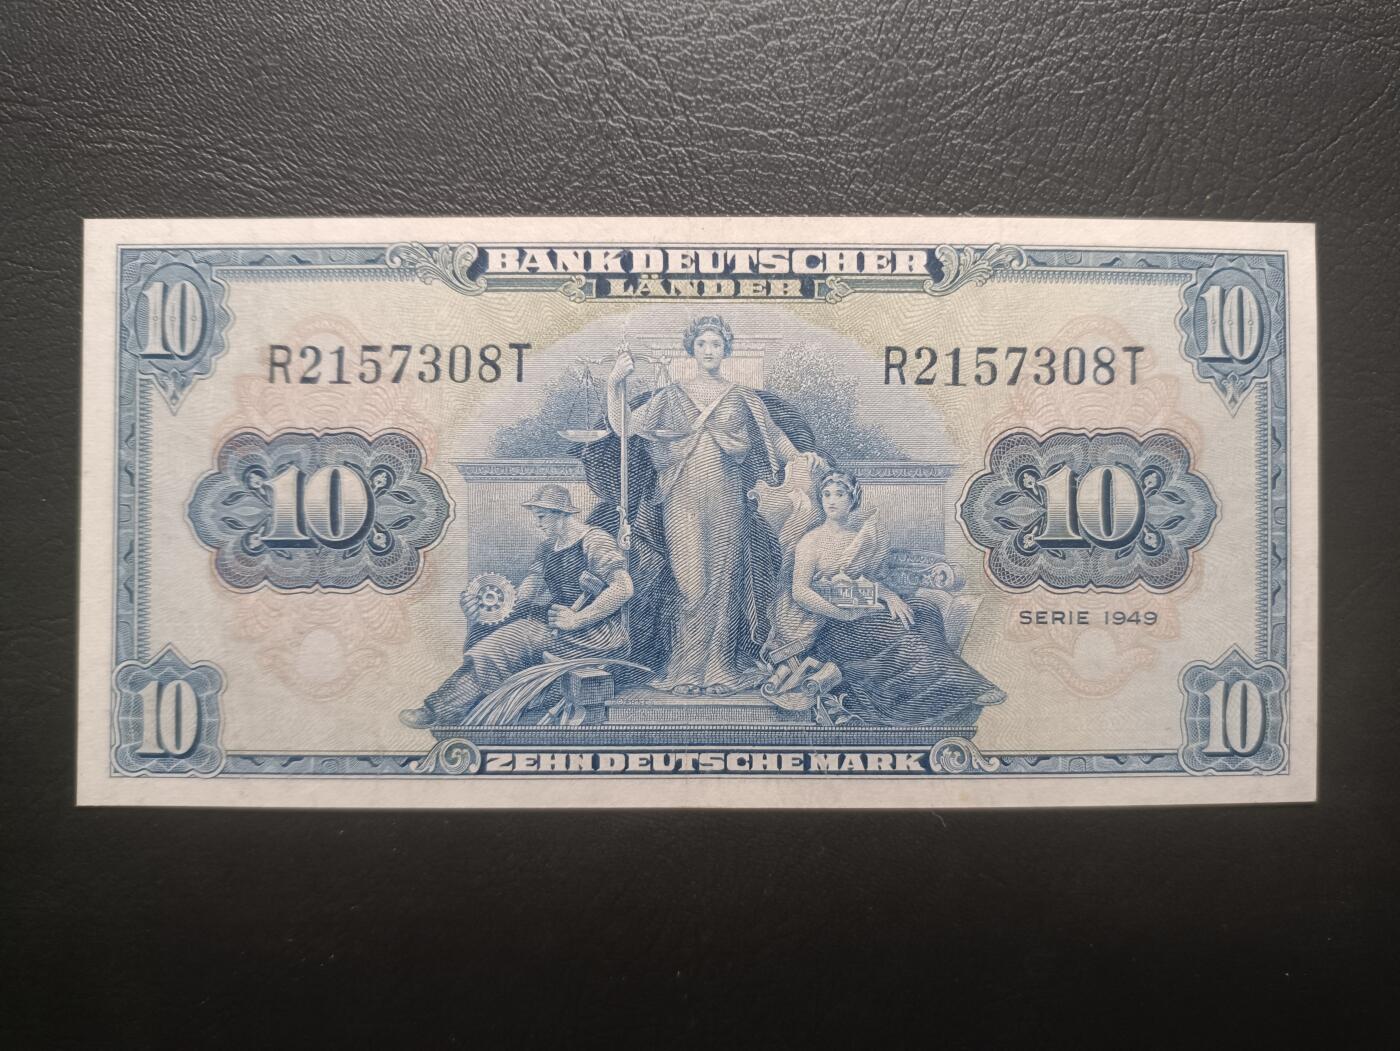 BANK DEUTSCHER
LÄNDER
10 10
R2157308T R2157308T
10 10
SERIE 1949
10 10
ZEHN DEUTSCHE MARK